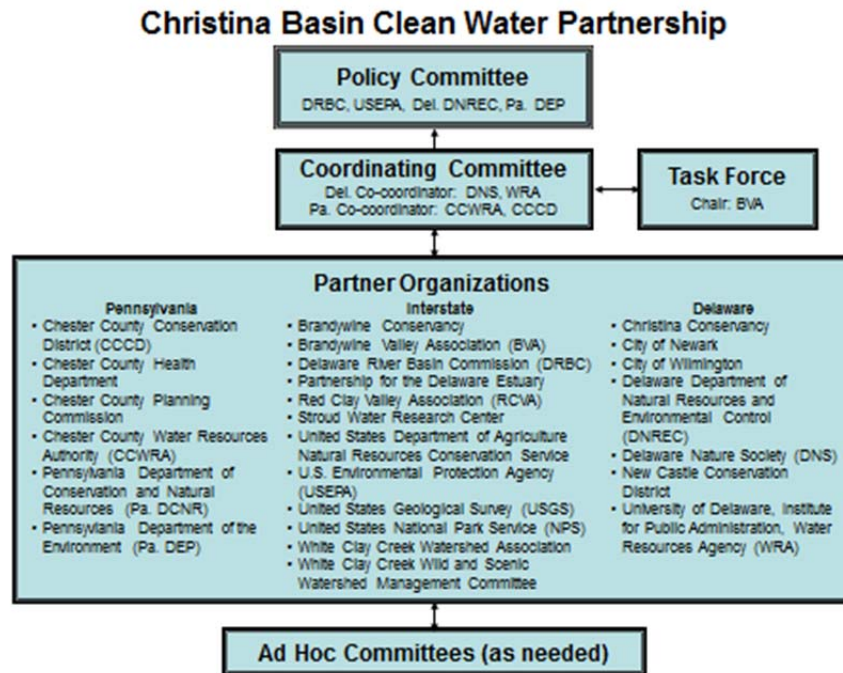 Christina Basin Clean Water Partnership
Policy Committee
DRBC, USEPA, Del. DNREC, Pa. DEP
Coordinating Committee
Del. Co-coordinator: DNS, WRA
Pa. Co-coordinator: CCWRA, CCCD
Task Force
Chair: BVA
Partner Organizations
Pennsylvania
• Chester County Conservation
District (CCCD)
• Chester County Health
Department
• Chester County Planning
Commission
• Chester County Water Resources
Authority (CCWRA)
• Pennsylvania Department of
Conservation and Natural
Resources (Pa. DCNR)
• Pennsylvania Department of the
Environment (Pa. DEP)
Interstate
• Brandywine Conservancy
• Brandywine Valley Association (BVA)
• Delaware River Basin Commission (DRBC)
• Partnership for the Delaware Estuary
• Red Clay Valley Association (RCVA)
• Stroud Water Research Center
• United States Department of Agriculture
Natural Resources Conservation Service
• U.S. Environmental Protection Agency
(USEPA)
• United States Geological Survey (USGS)
• United States National Park Service (NPS)
• White Clay Creek Watershed Association
• White Clay Creek Wild and Scenic
Watershed Management Committee
Delaware
• Christina Conservancy
• City of Newark
• City of Wilmington
• Delaware Department of
Natural Resources and
Environmental Control
(DNREC)
• Delaware Nature Society (DNS)
• New Castle Conservation
District
• University of Delaware, Institute
for Public Administration, Water
Resources Agency (WRA)
Ad Hoc Committees (as needed)